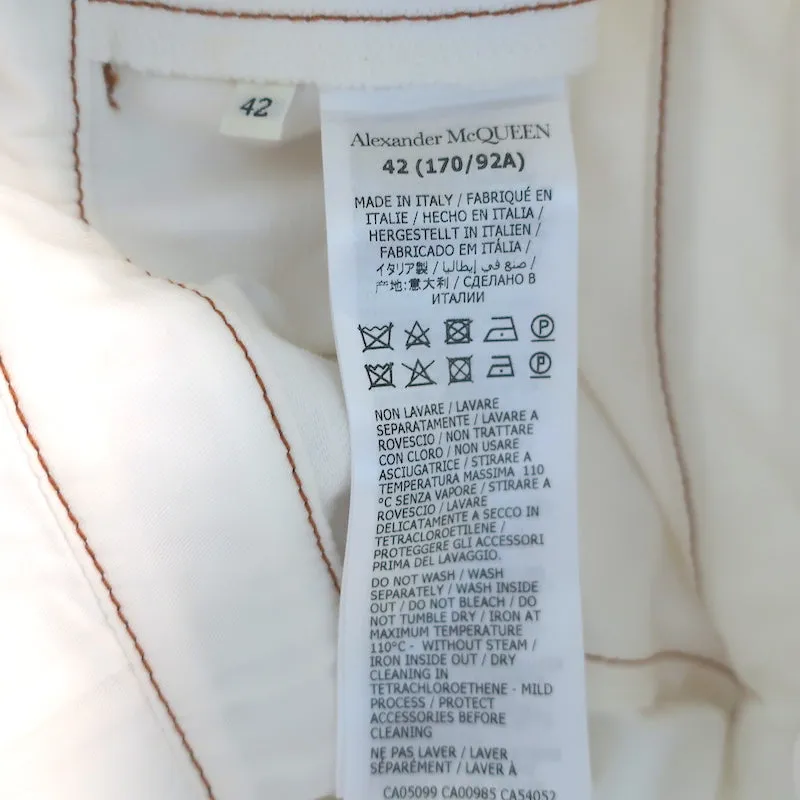 42
Alexander McQUEEN
42 (170/92A)
MADE IN ITALY / FABRIQUÉ EN
ITALIE / HECHO EN ITALIA /
HERGESTELLT IN ITALIEN /
FABRICADO EM ITÁLIA /
イタリア製 / صنع في إيطاليا /
产地:意大利 / СДЕЛАНО В
ИТАЛИИ
P
P
NON LAVARE / LAVARE
SEPARATAMENTE / LAVARE A
ROVESCIO / NON TRATTARE
CON CLORO / NON USARE
ASCIUGATRICE / STIRARE A
TEMPERATURA MASSIMA 110
°C SENZA VAPORE / STIRARE A
ROVESCIO / LAVARE
DELICATAMENTE A SECCO IN
TETRACLOROETILENE /
PROTEGGERE GLI ACCESSORI
PRIMA DEL LAVAGGIO.
DO NOT WASH / WASH
SEPARATELY / WASH INSIDE
OUT / DO NOT BLEACH / DO
NOT TUMBLE DRY / IRON AT
MAXIMUM TEMPERATURE
110°C - WITHOUT STEAM /
IRON INSIDE OUT / DRY
CLEANING IN
TETRACHLOROETHENE - MILD
PROCESS / PROTECT
ACCESSORIES BEFORE
CLEANING
NE PAS LAVER / LAVER
SÉPARÉMENT / LAVER À
CA05099 CA00985 CA54052